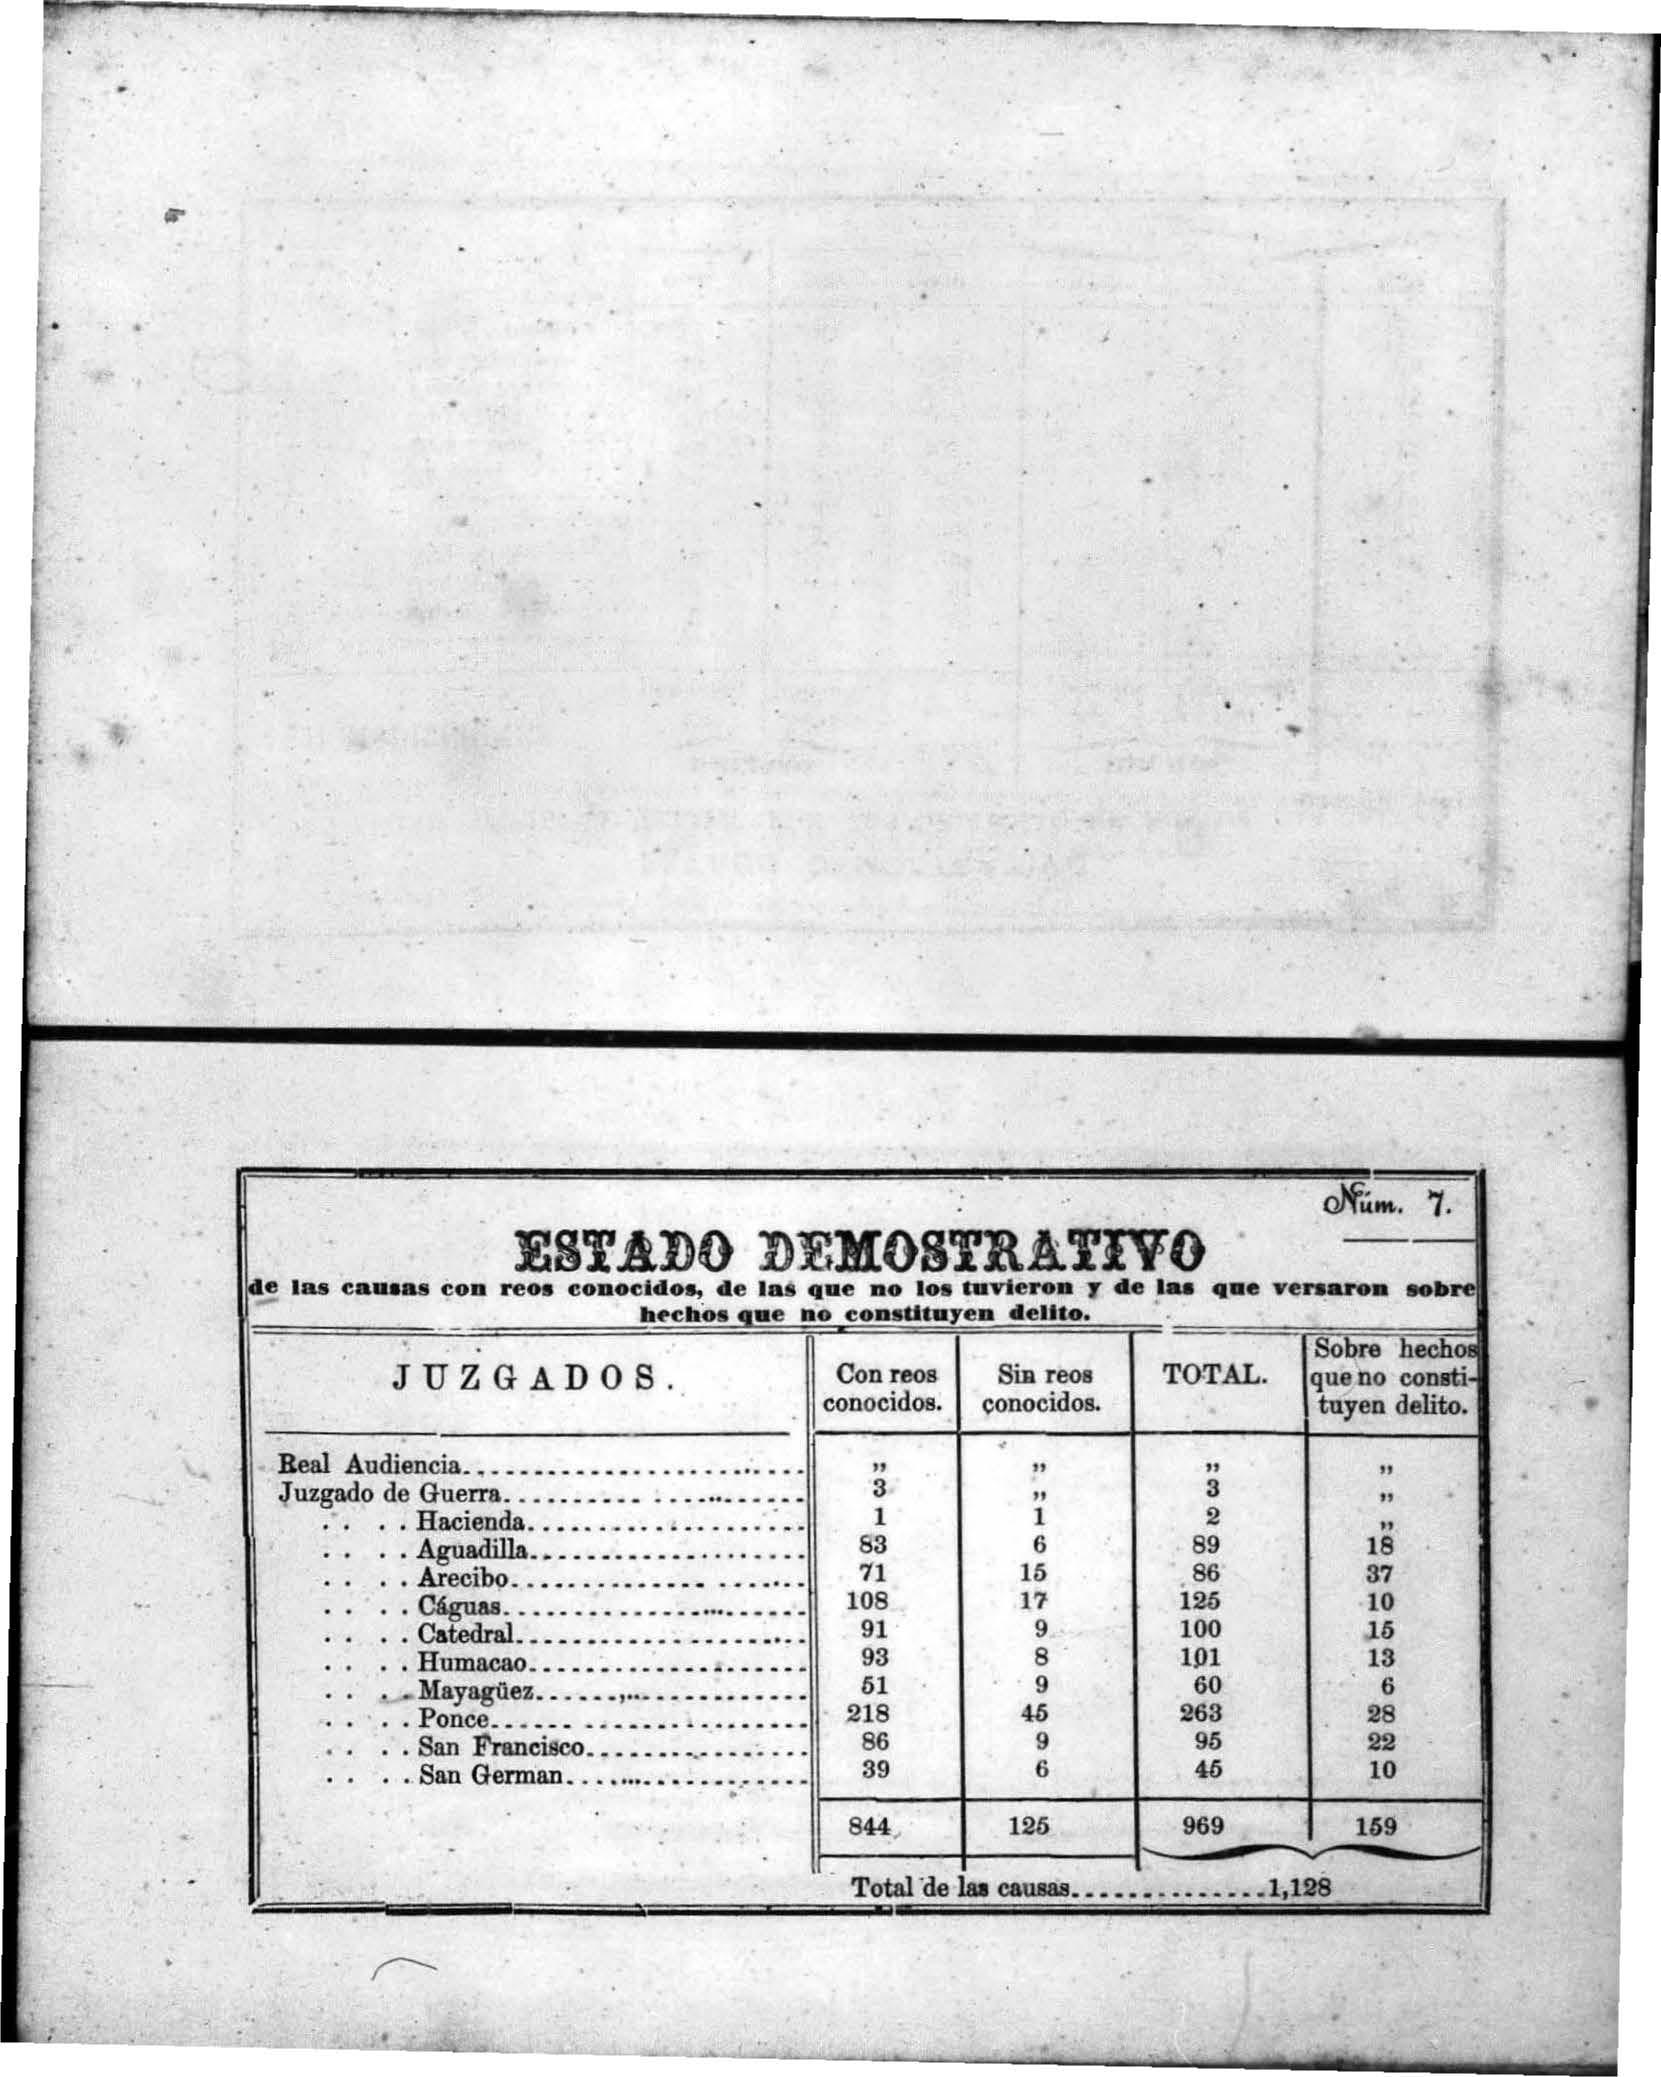 Núm. 7.
ESTADO DEMOSTRATIVO
de las causas con reos conocidos, de las que no los tuvieron y de las que versaron sobre
hechos que no constituyen delito.
JUZGADOS. Con reos conocidos. Sin reos conocidos. TOTAL. Sobre hechos que no consti-tuyen delito.
Real Audiencia........................ „ „ „ „
Juzgado de Guerra..................... 3 „ 3 „
. . . . Hacienda.................... 1 1 2 „
. . . . Aguadilla.................... 83 6 89 18
. . . . Arecibo..................... 71 15 86 37
. . . . Cáguas...................... 108 17 125 10
. . . . Catedral..................... 91 9 100 15
. . . . Humacao.................... 93 8 101 13
. . . . Mayagüez................... 51 9 60 6
. . . . Ponce...................... 218 45 263 28
. . . . San Francisco................ 86 9 95 22
. . . . San German................. 39 6 45 10
844 125 969 159
Total de las causas...............1,128